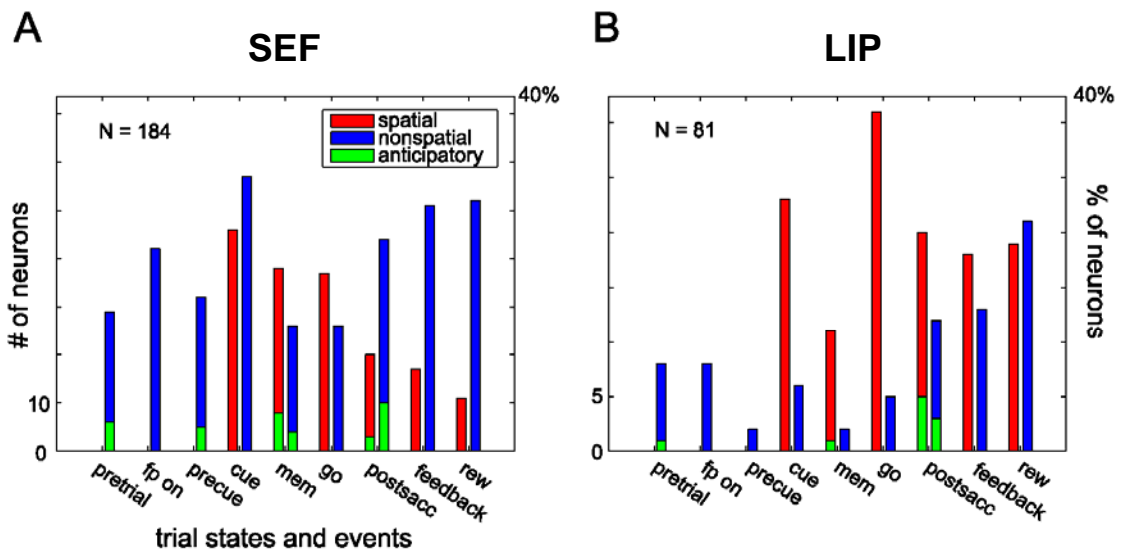 A
SEF
40%
N = 184
spatial
nonspatial
anticipatory
# of neurons
10
0
pretrial
fp on
precue
cue
mem
go
postsacc
feedback
rew
trial states and events
B
LIP
40%
N = 81
% of neurons
5
0
pretrial
fp on
precue
cue
mem
go
postsacc
feedback
rew